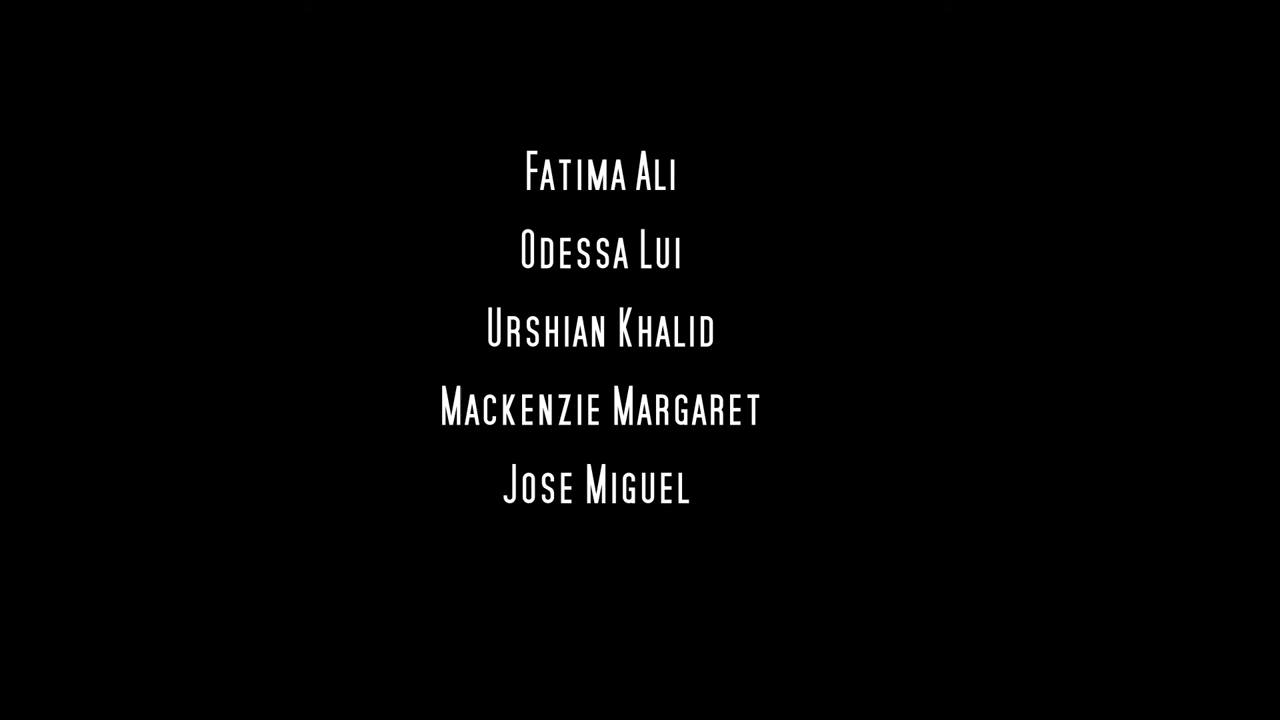 Fatima Ali
Odessa Lui
Urshian Khalid
Mackenzie Margaret
Jose Miguel